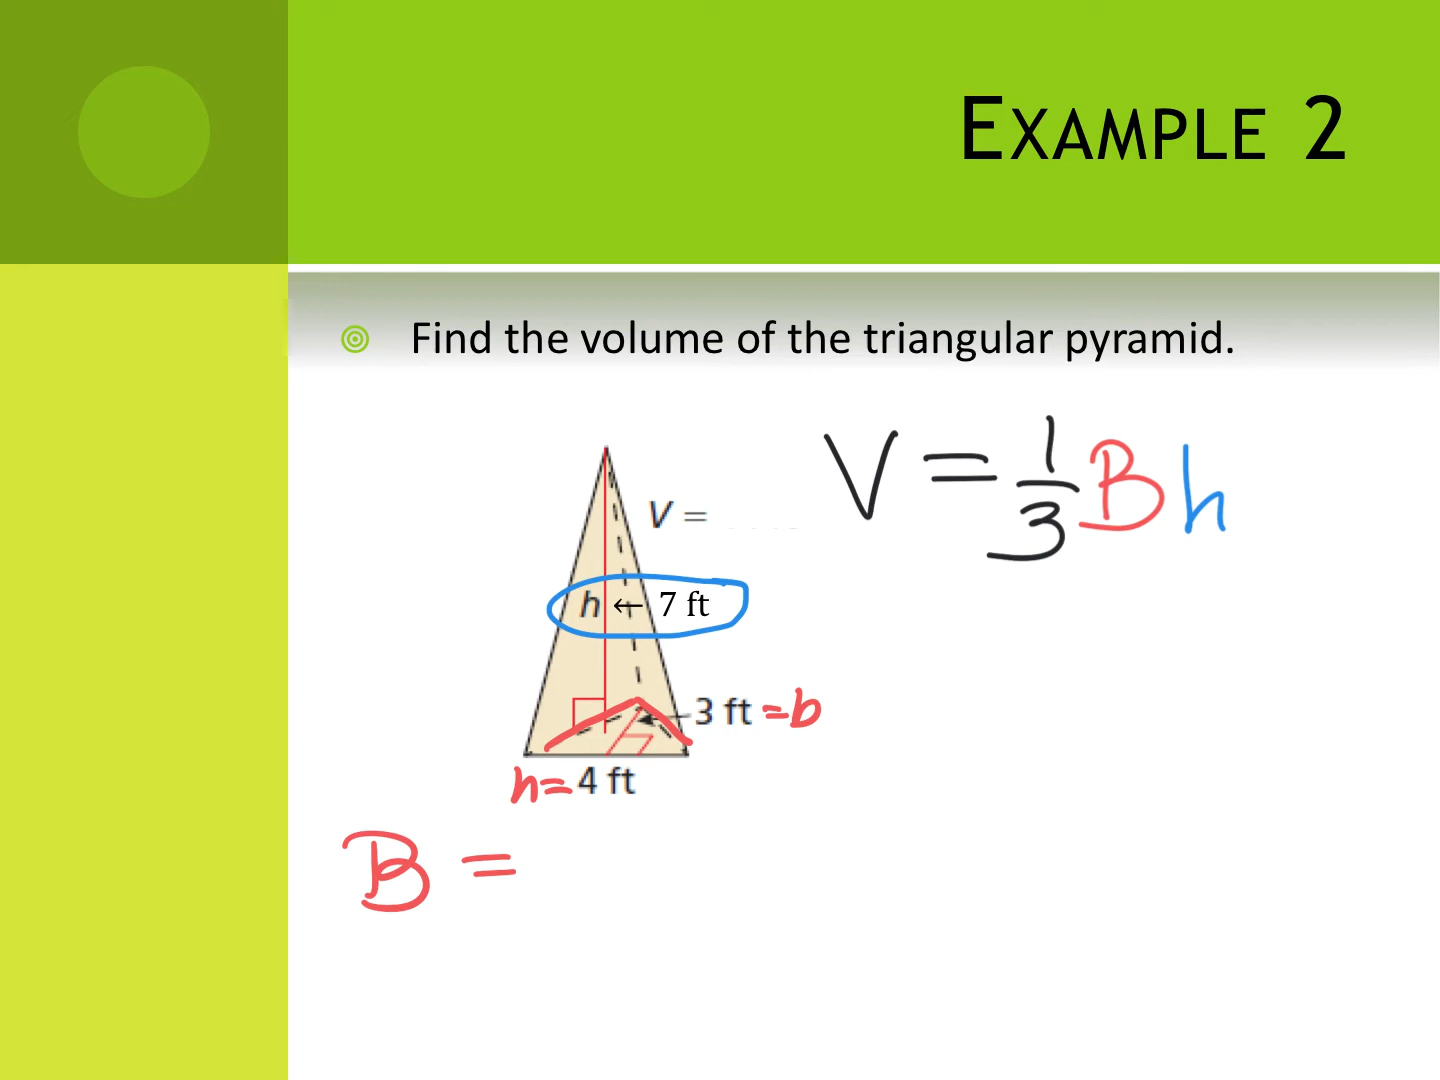 EXAMPLE 2
Find the volume of the triangular pyramid.
V = 1/3 B h
V =
h ← 7 ft
3 ft = b
h = 4 ft
B =